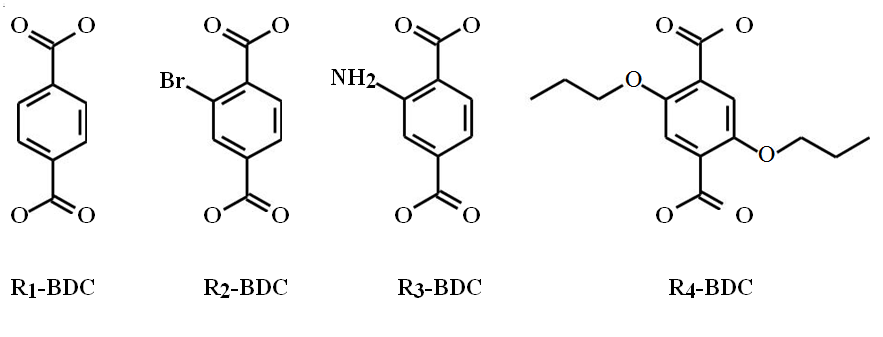 O O O O O O O O
Br NH2 O
O
O O O O O O O O
R1-BDC R2-BDC R3-BDC R4-BDC